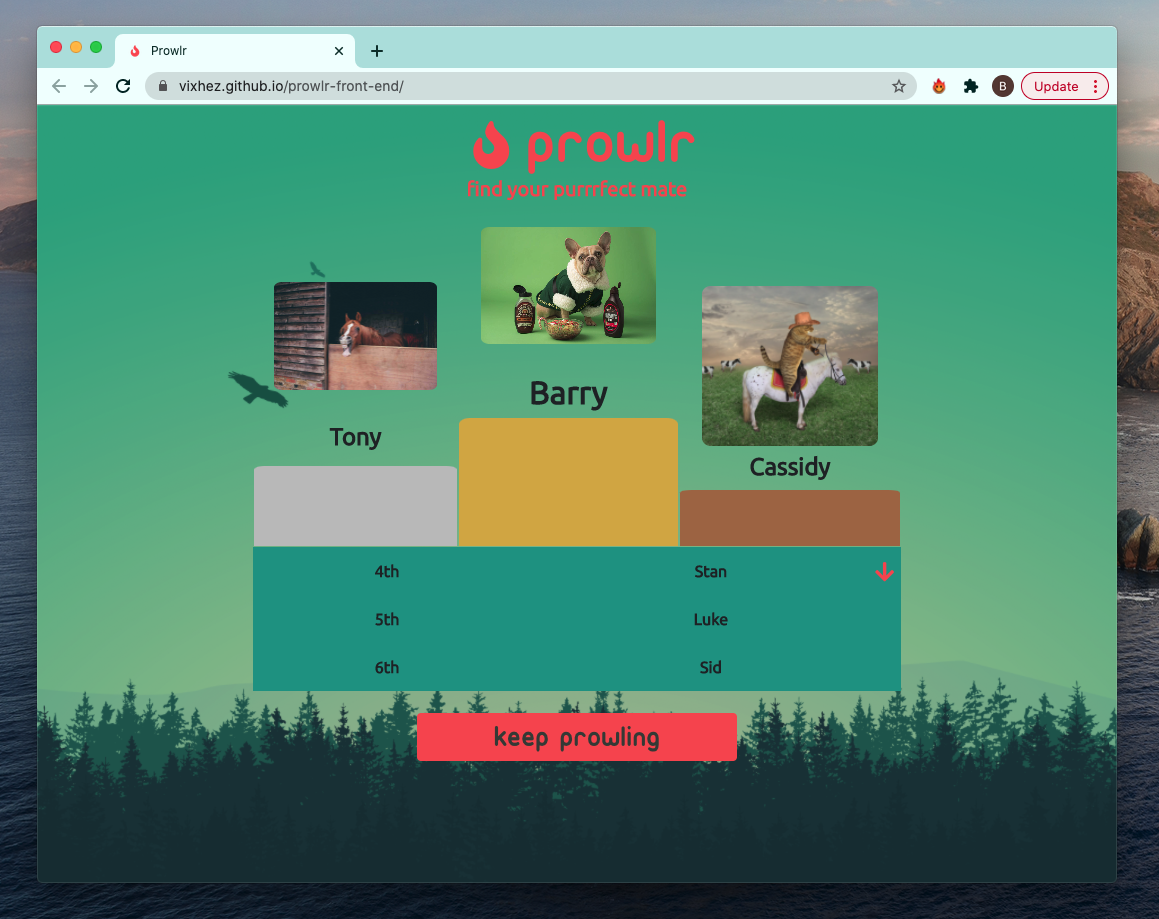 Prowlr
vixhez.github.io/prowlr-front-end/
B
Update
prowlr
find your purrrfect mate
Barry
Tony
Cassidy
4th Stan
5th Luke
6th Sid
keep prowling